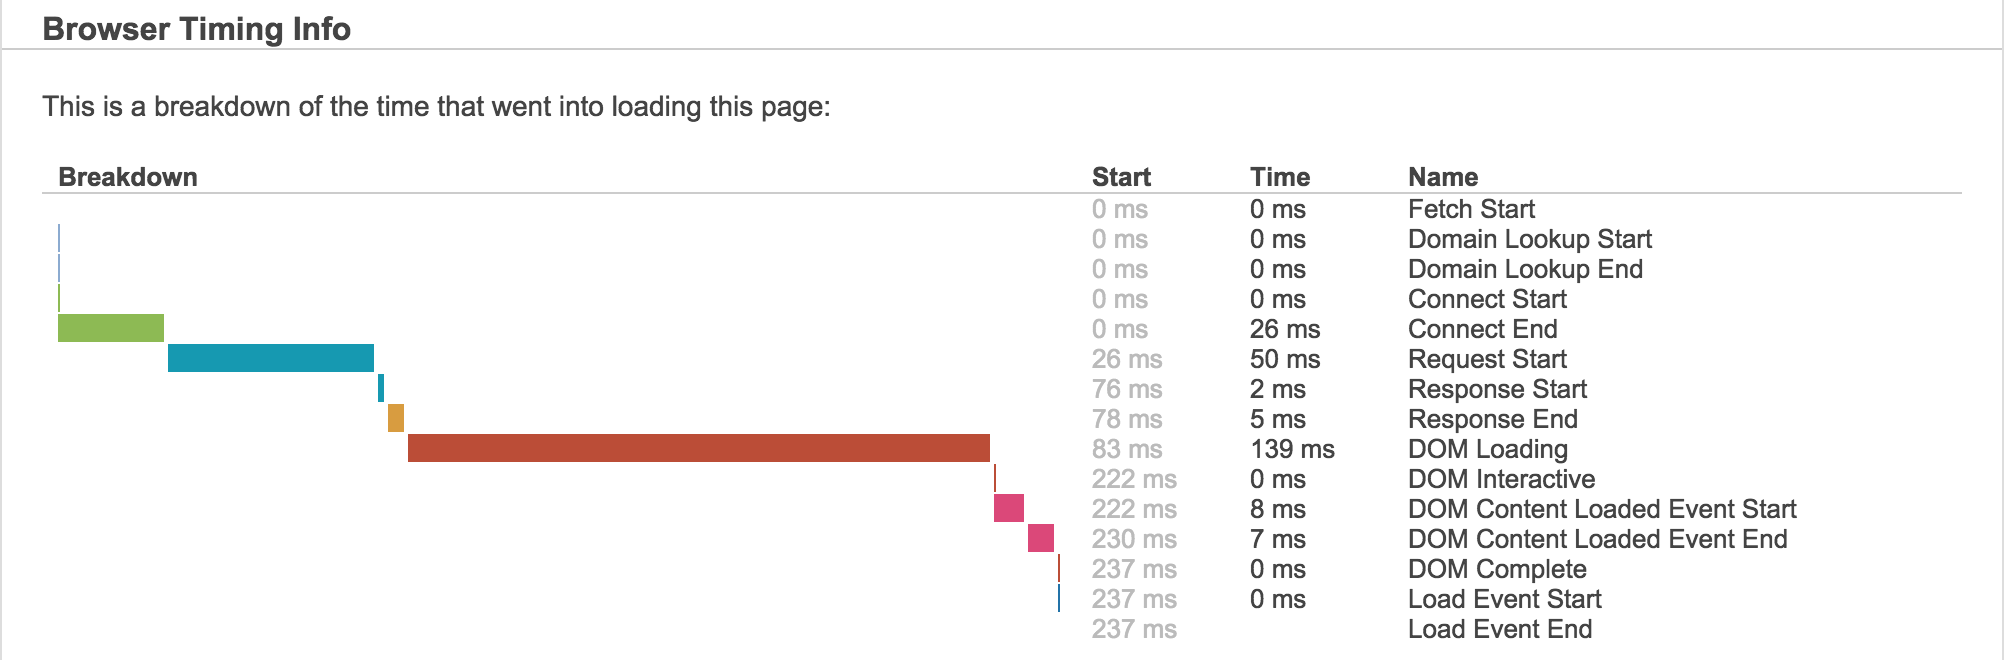 Browser Timing Info
This is a breakdown of the time that went into loading this page:
Breakdown Start Time Name
0 ms 0 ms Fetch Start
0 ms 0 ms Domain Lookup Start
0 ms 0 ms Domain Lookup End
0 ms 0 ms Connect Start
0 ms 26 ms Connect End
26 ms 50 ms Request Start
76 ms 2 ms Response Start
78 ms 5 ms Response End
83 ms 139 ms DOM Loading
222 ms 0 ms DOM Interactive
222 ms 8 ms DOM Content Loaded Event Start
230 ms 7 ms DOM Content Loaded Event End
237 ms 0 ms DOM Complete
237 ms 0 ms Load Event Start
237 ms Load Event End